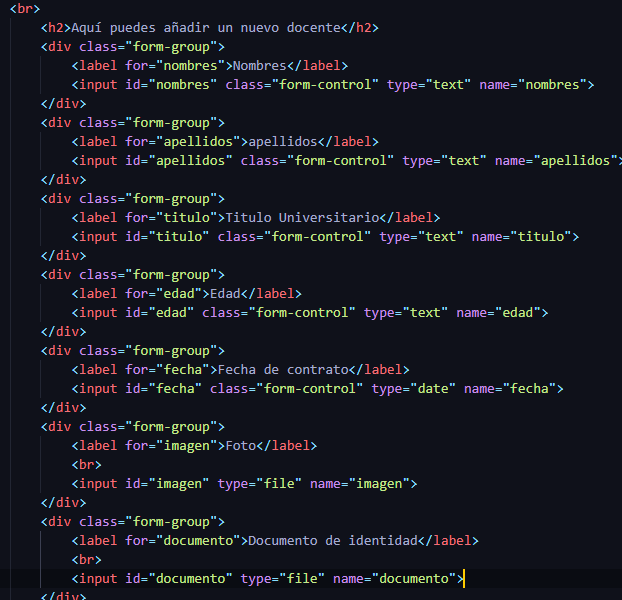 <br>
<h2>Aquí puedes añadir un nuevo docente</h2>
<div class="form-group">
<label for="nombres">Nombres</label>
<input id="nombres" class="form-control" type="text" name="nombres">
</div>
<div class="form-group">
<label for="apellidos">apellidos</label>
<input id="apellidos" class="form-control" type="text" name="apellidos">
</div>
<div class="form-group">
<label for="titulo">Titulo Universitario</label>
<input id="titulo" class="form-control" type="text" name="titulo">
</div>
<div class="form-group">
<label for="edad">Edad</label>
<input id="edad" class="form-control" type="text" name="edad">
</div>
<div class="form-group">
<label for="fecha">Fecha de contrato</label>
<input id="fecha" class="form-control" type="date" name="fecha">
</div>
<div class="form-group">
<label for="imagen">Foto</label>
<br>
<input id="imagen" type="file" name="imagen">
</div>
<div class="form-group">
<label for="documento">Documento de identidad</label>
<br>
<input id="documento" type="file" name="documento">
</div>